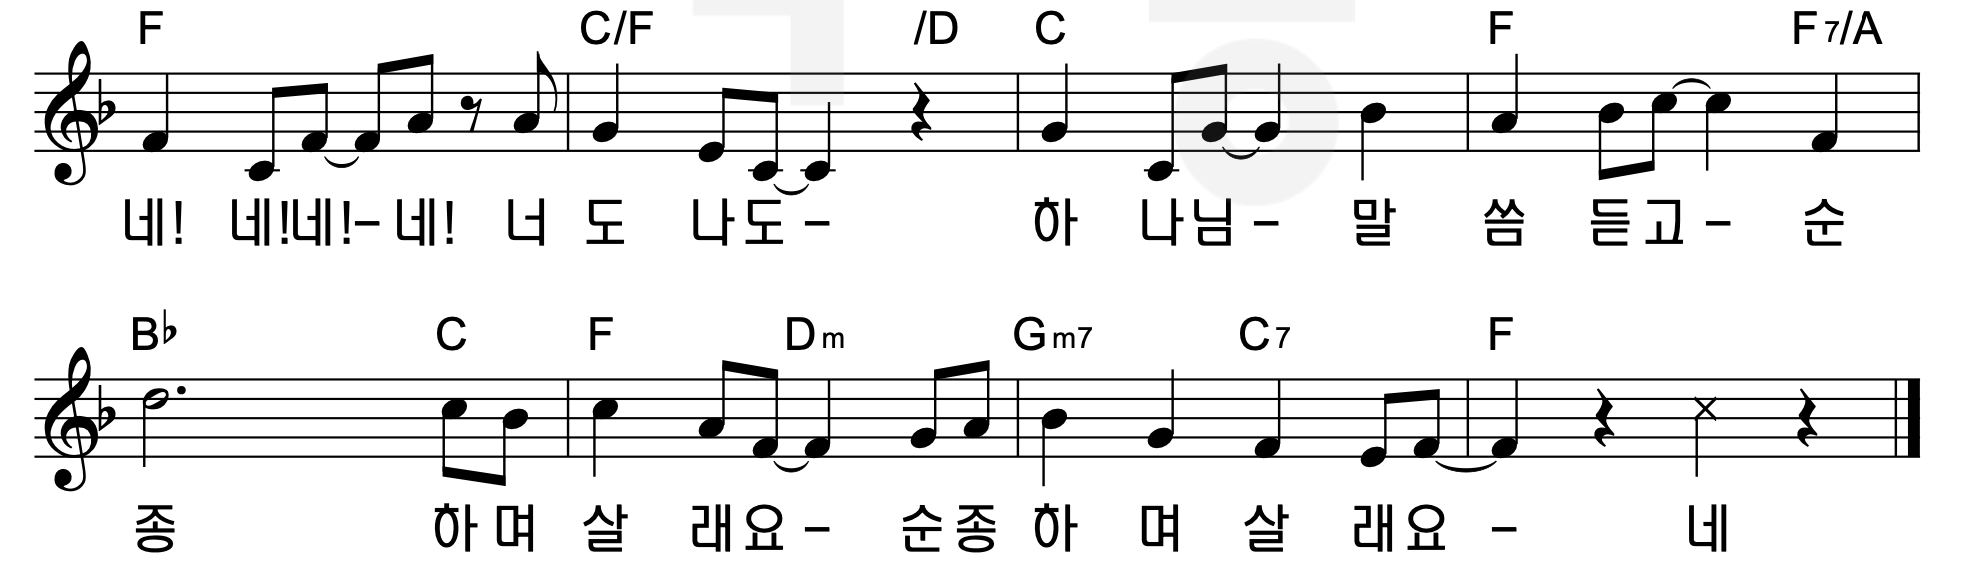 F C/F /D C F F7/A
네! 네!네!-네! 너 도 나도- 하 나님- 말 씀 듣고- 순
B♭ C F Dm Gm7 C7 F
종 하며 살 래요- 순종 하 며 살 래요 - 네